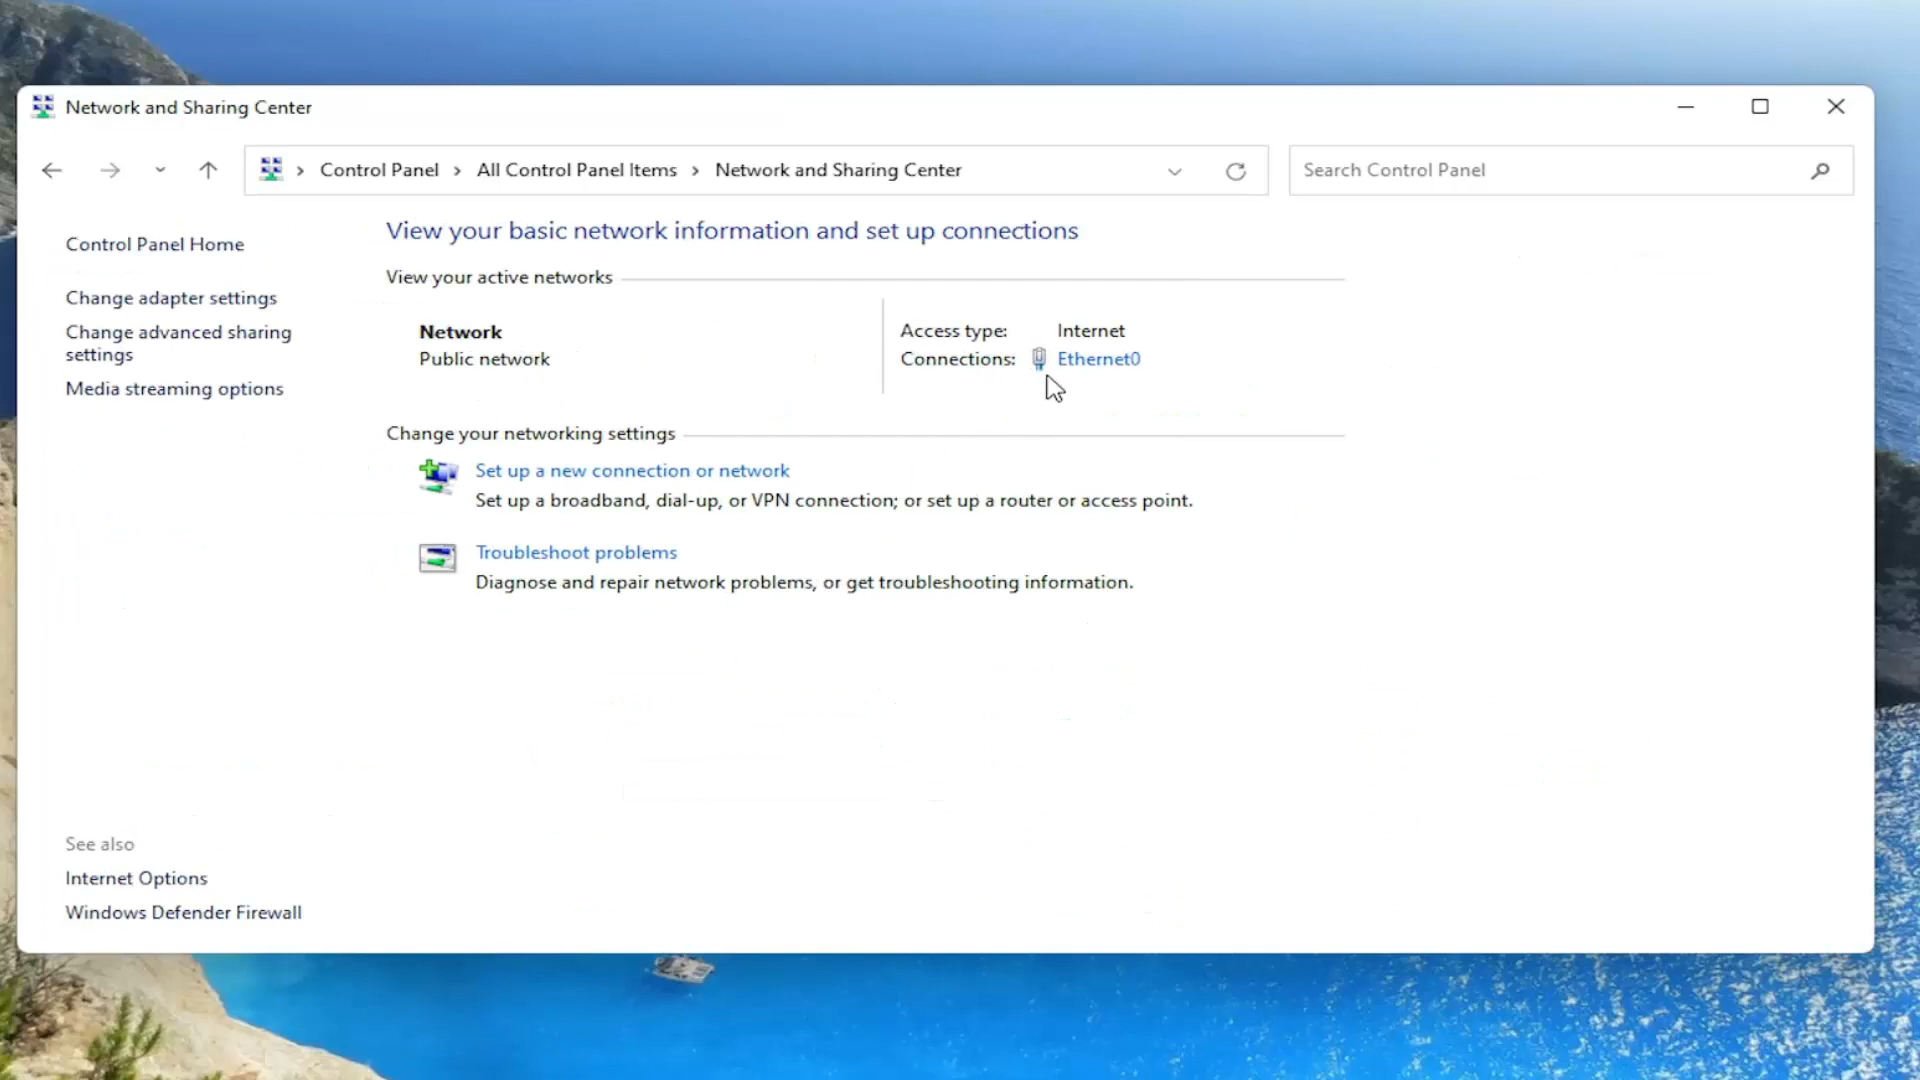 Network and Sharing Center
Control Panel
All Control Panel Items
Network and Sharing Center
Search Control Panel
Control Panel Home
Change adapter settings
Change advanced sharing
settings
Media streaming options
View your basic network information and set up connections
View your active networks
Network
Public network
Access type: Internet
Connections: Ethernet0
Change your networking settings
Set up a new connection or network
Set up a broadband, dial-up, or VPN connection; or set up a router or access point.
Troubleshoot problems
Diagnose and repair network problems, or get troubleshooting information.
See also
Internet Options
Windows Defender Firewall